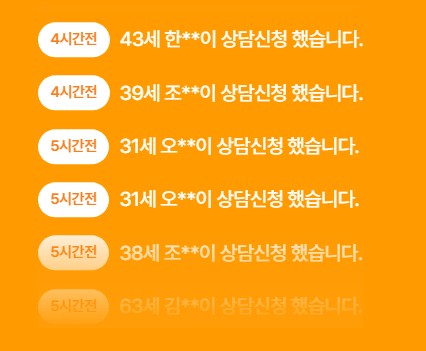 4시간전 43세 한**이 상담신청 했습니다.
4시간전 39세 조**이 상담신청 했습니다.
5시간전 31세 오**이 상담신청 했습니다.
5시간전 31세 오**이 상담신청 했습니다.
5시간전 38세 조**이 상담신청 했습니다.
5시간전 63세 김**이 상담신청 했습니다.